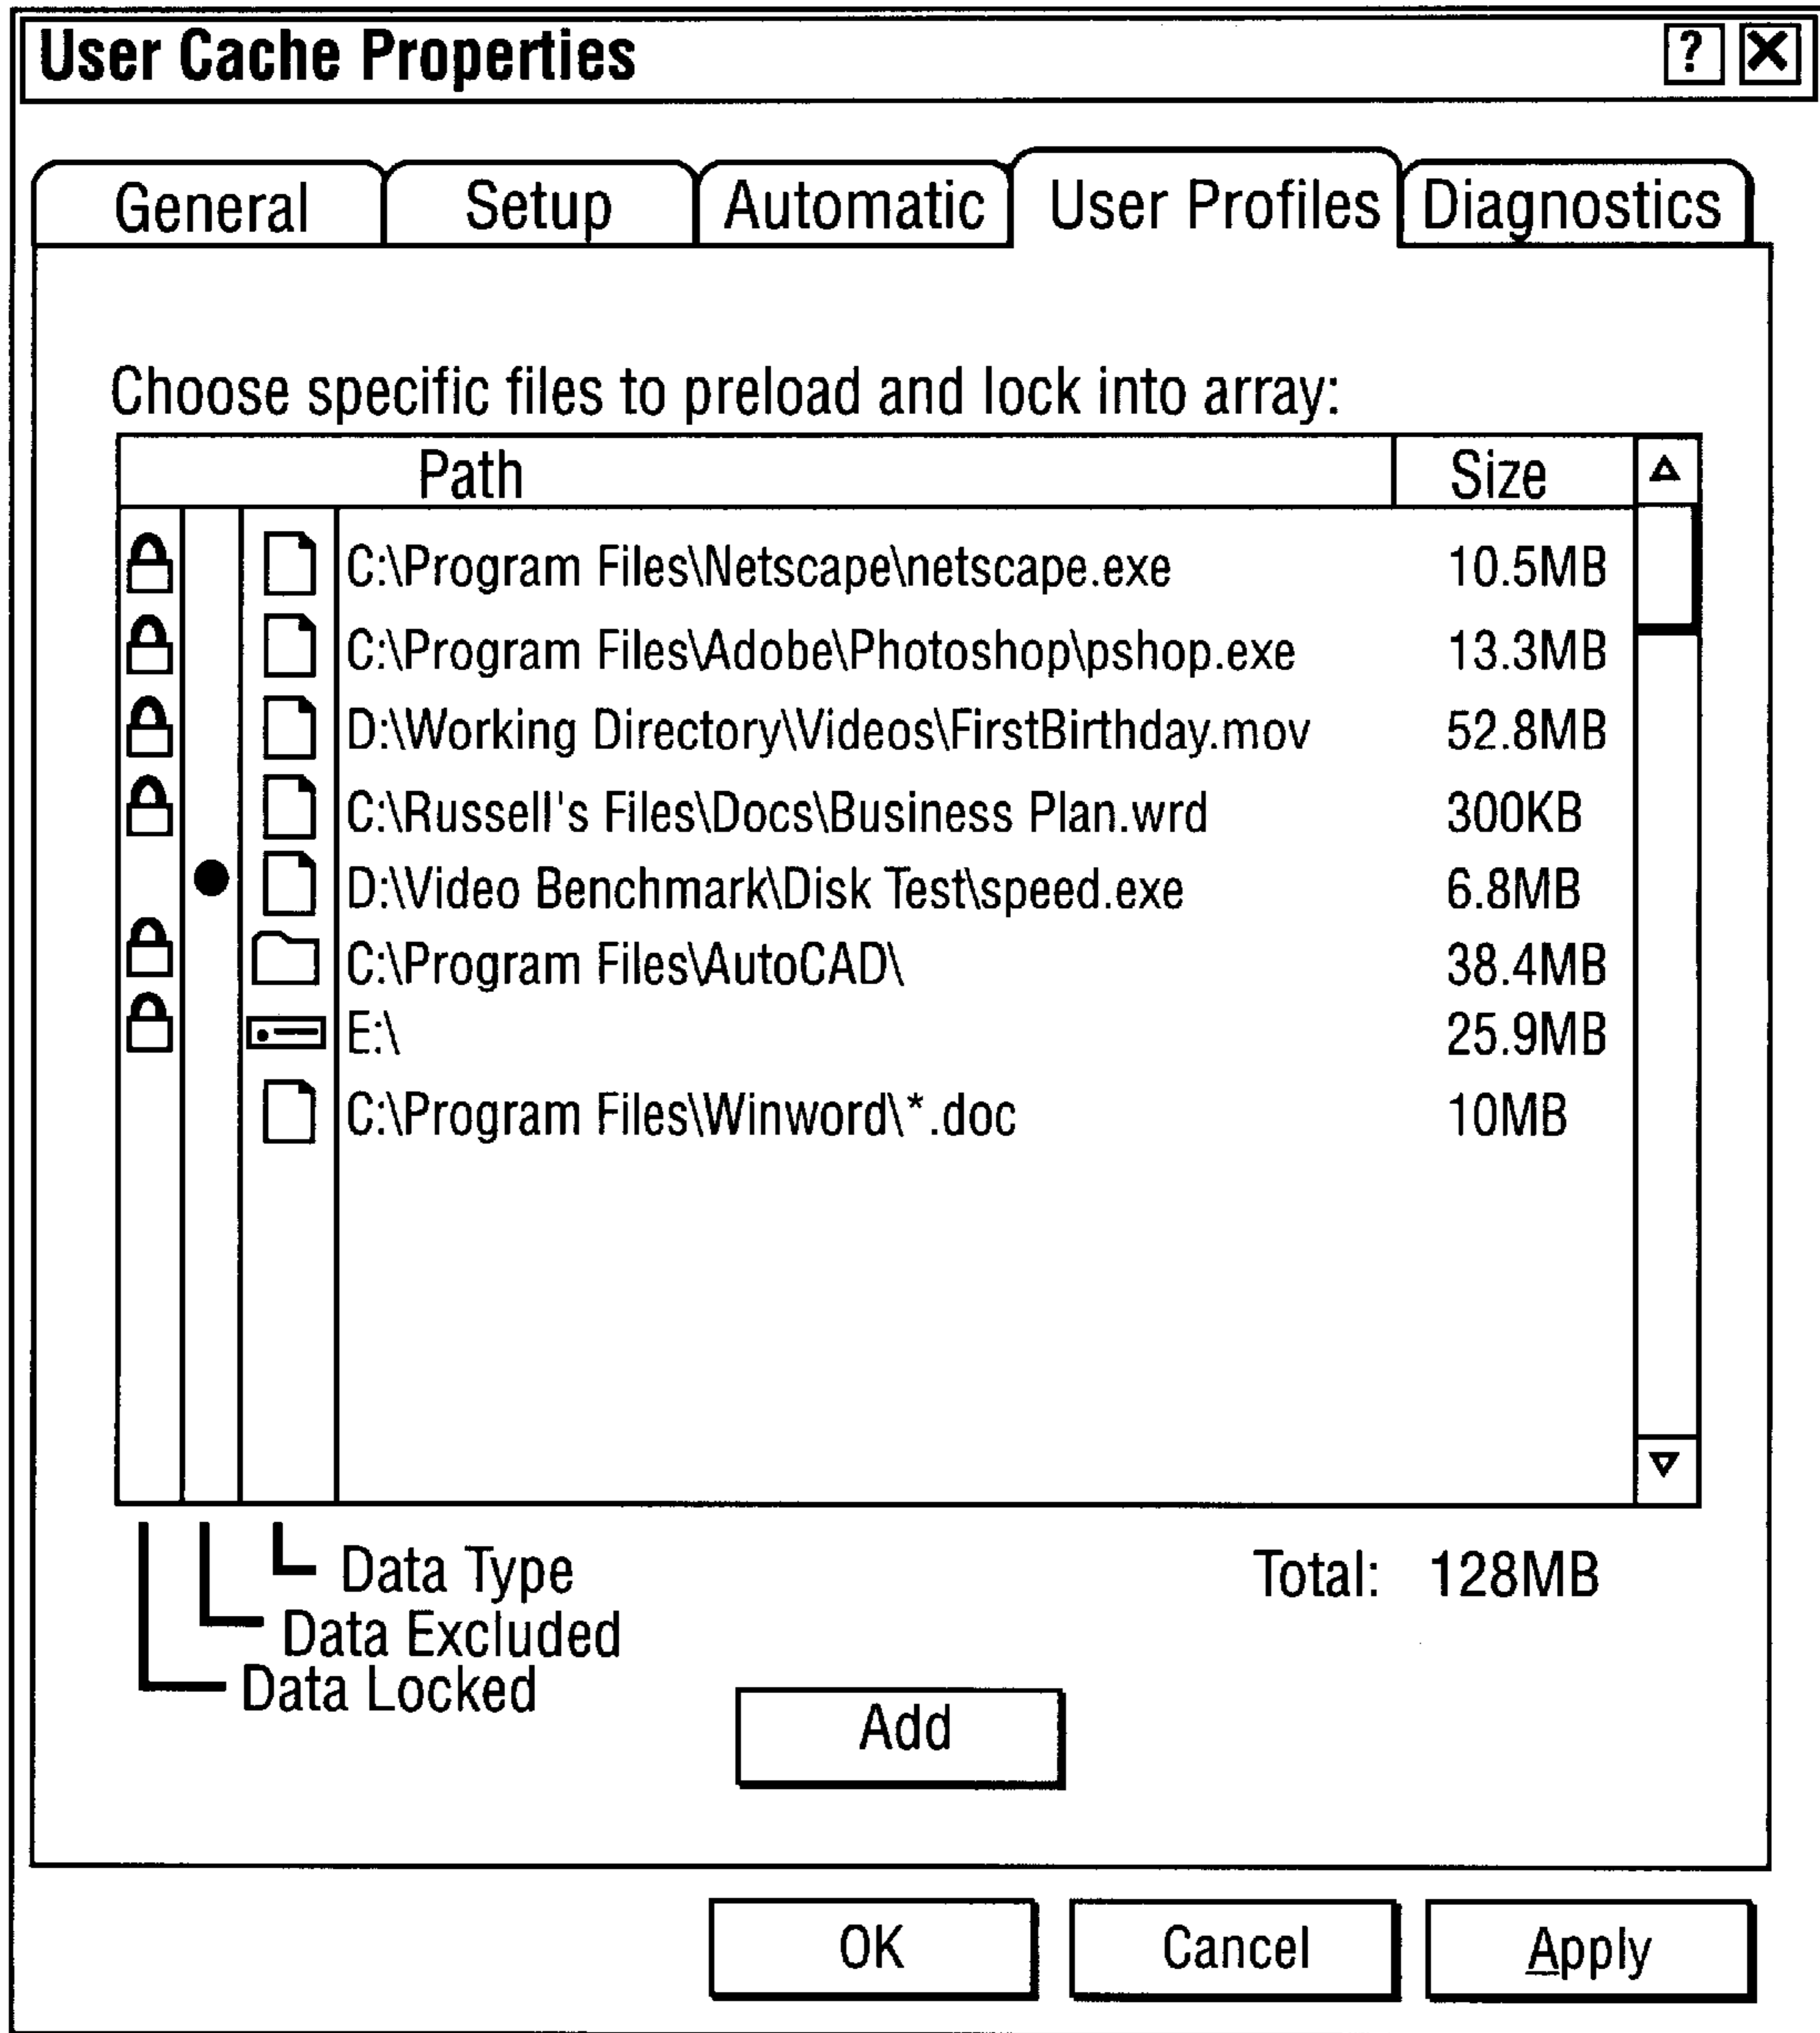 User Cache Properties ? X
General Setup Automatic User Profiles Diagnostics
Choose specific files to preload and lock into array:
Path Size
C:\Program Files\Netscape\netscape.exe 10.5MB
C:\Program Files\Adobe\Photoshop\pshop.exe 13.3MB
D:\Working Directory\Videos\FirstBirthday.mov 52.8MB
C:\Russell's Files\Docs\Business Plan.wrd 300KB
D:\Video Benchmark\Disk Test\speed.exe 6.8MB
C:\Program Files\AutoCAD\ 38.4MB
E:\ 25.9MB
C:\Program Files\Winword\*.doc 10MB
Data Type Total: 128MB
Data Excluded
Data Locked
Add
OK Cancel Apply